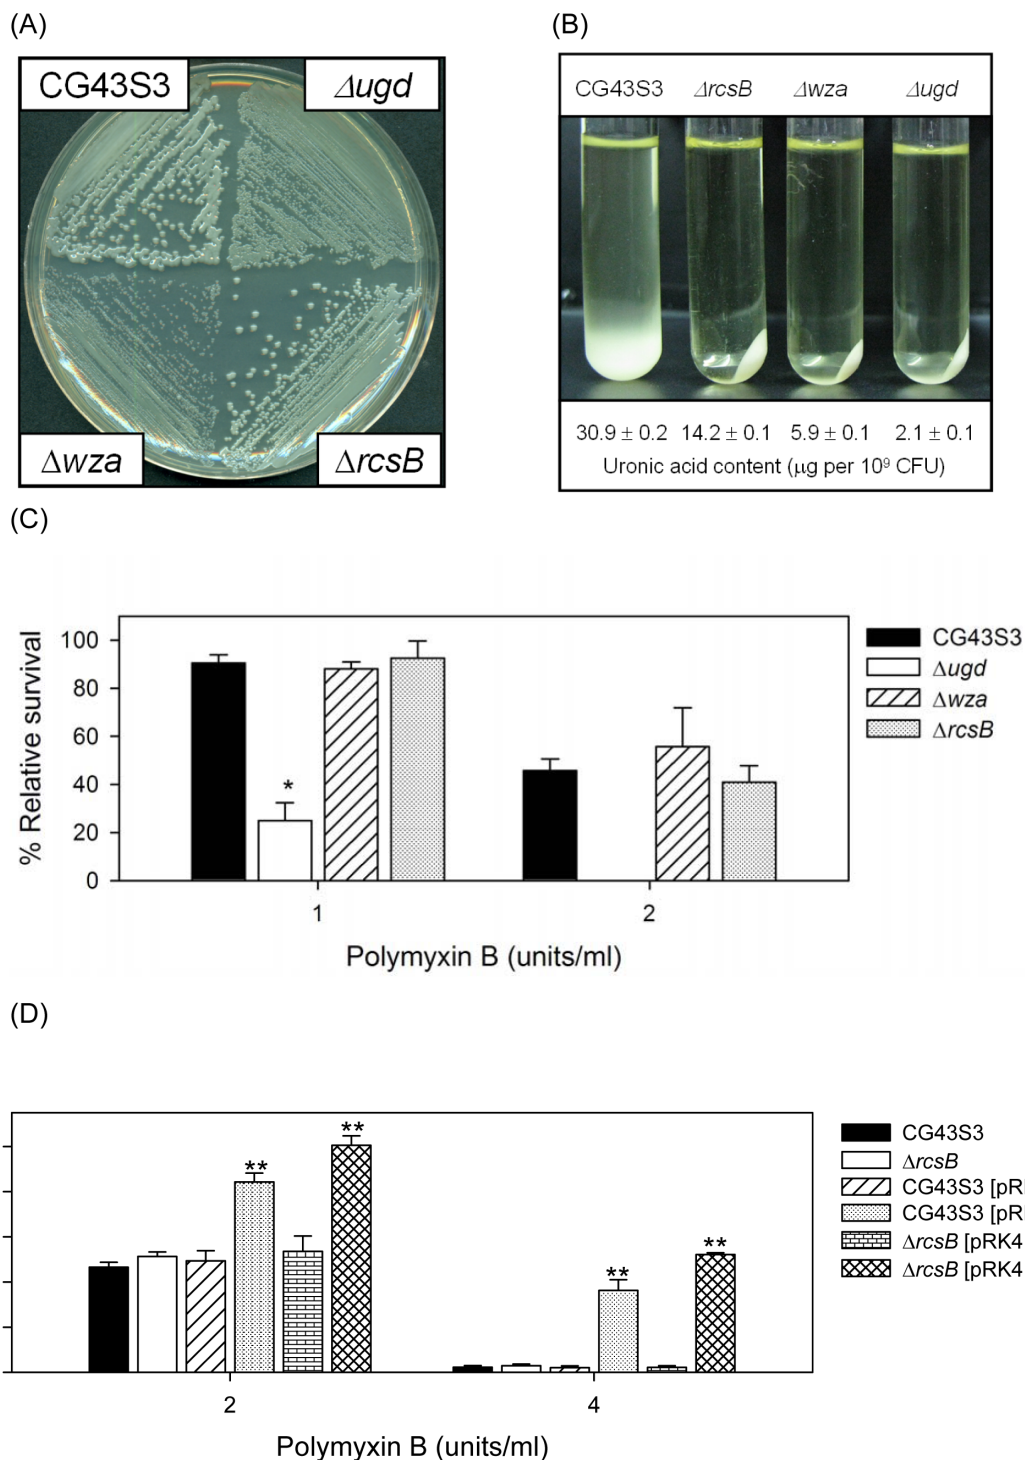 (A)
CG43S3 Δugd
Δwza ΔrcsB
(B)
CG43S3 ΔrcsB Δwza Δugd
30.9 ± 0.2 14.2 ± 0.1 5.9 ± 0.1 2.1 ± 0.1
Uronic acid content (μg per 10⁹ CFU)
(C)
% Relative survival
100
80
60
40
20
0
*
1 2
Polymyxin B (units/ml)
CG43S3
Δugd
Δwza
ΔrcsB
(D)
** ** ** **
2 4
Polymyxin B (units/ml)
CG43S3
ΔrcsB
CG43S3 [pRI
CG43S3 [pRI
ΔrcsB [pRK4
ΔrcsB [pRK4